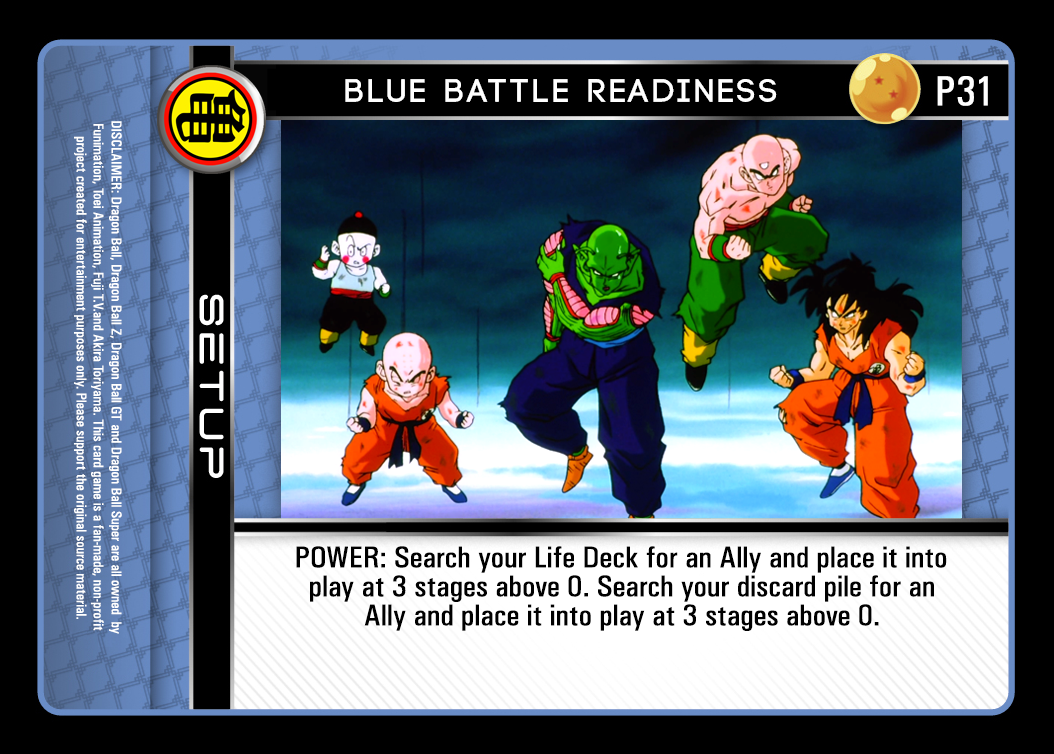 BLUE BATTLE READINESS
P31
SETUP
POWER: Search your Life Deck for an Ally and place it into
play at 3 stages above 0. Search your discard pile for an
Ally and place it into play at 3 stages above 0.
DISCLAIMER: Dragon Ball, Dragon Ball Z, Dragon Ball GT and Dragon Ball Super are all owned by
Funimation, Toei Animation, Fuji T.V.and Akira Toriyama. This card game is a fan-made, non-profit
project created for entertainment purposes only. Please support the original source material.